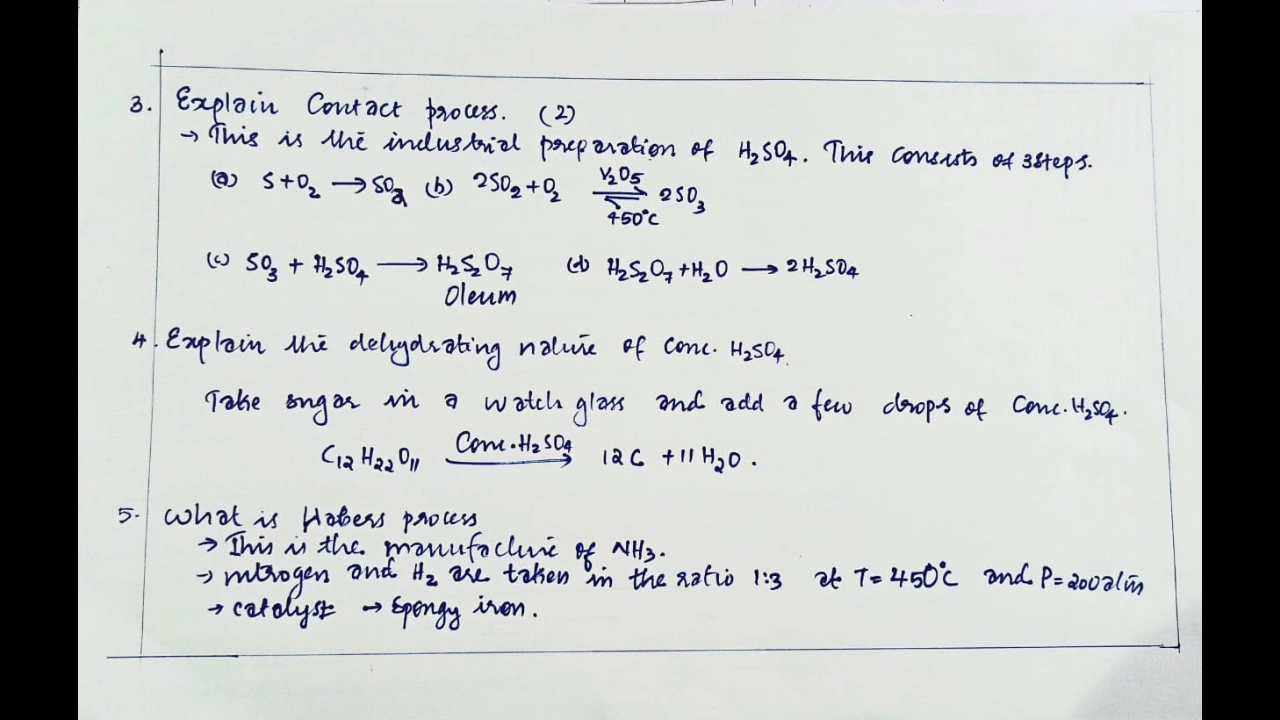 3. Explain Contact process. (2)
→ This is the industrial preparation of H₂SO₄. This consists of 3 steps.
(a) S + O₂ → SO₂ (b) 2SO₂ + O₂ ⇌ 2SO₃
V₂O₅
450°C
(c) SO₃ + H₂SO₄ → H₂S₂O₇ (d) H₂S₂O₇ + H₂O → 2H₂SO₄
Oleum
4. Explain the dehydrating nature of conc. H₂SO₄.
Take sugar in a watch glass and add a few drops of Conc. H₂SO₄.
C₁₂H₂₂O₁₁ Conc. H₂SO₄ → 12C + 11H₂O.
5. What is Habers process
→ This is the manufacture of NH₃.
→ nitrogen and H₂ are taken in the ratio 1:3 at T = 450°C and P = 200 atm
→ catalyst → Spongy iron.